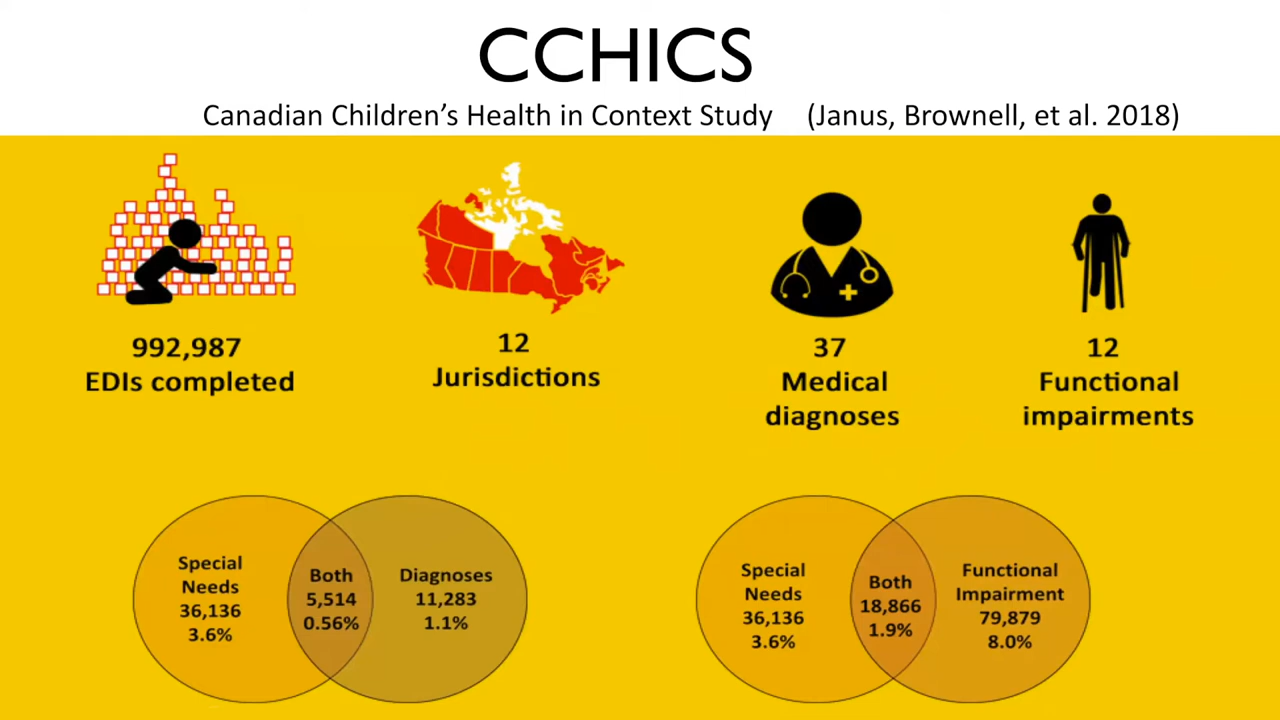 CCHICS
Canadian Children’s Health in Context Study (Janus, Brownell, et al. 2018)
992,987
EDIs completed
12
Jurisdictions
37
Medical
diagnoses
12
Functional
impairments
Special
Needs
36,136
3.6%
Both
5,514
0.56%
Diagnoses
11,283
1.1%
Special
Needs
36,136
3.6%
Both
18,866
1.9%
Functional
Impairment
79,879
8.0%